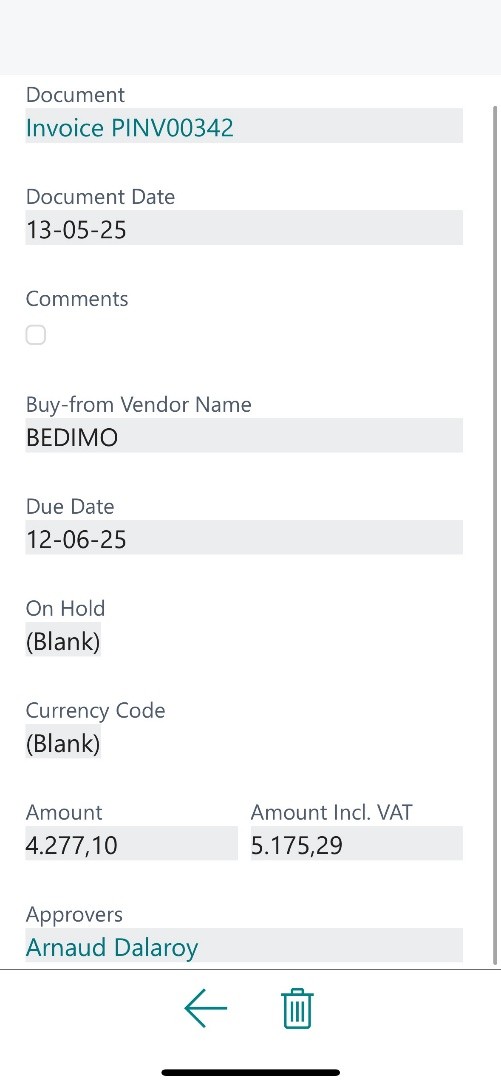 Document
Invoice PINV00342
Document Date
13-05-25
Comments
Buy-from Vendor Name
BEDIMO
Due Date
12-06-25
On Hold
(Blank)
Currency Code
(Blank)
Amount
4.277,10
Amount Incl. VAT
5.175,29
Approvers
Arnaud Dalaroy